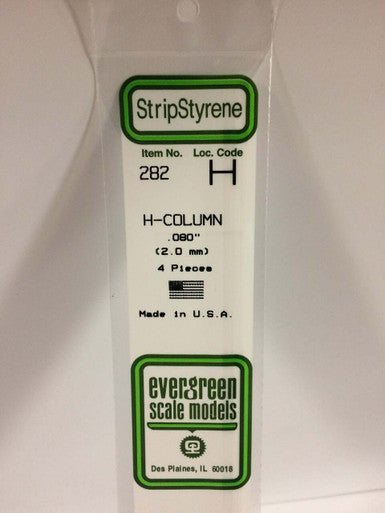 StripStyrene
Item No. Loc. Code
282 H
H-COLUMN
.080"
(2.0 mm)
4 Pieces
Made in U.S.A.
evergreen
scale models
Des Plaines, IL 60018